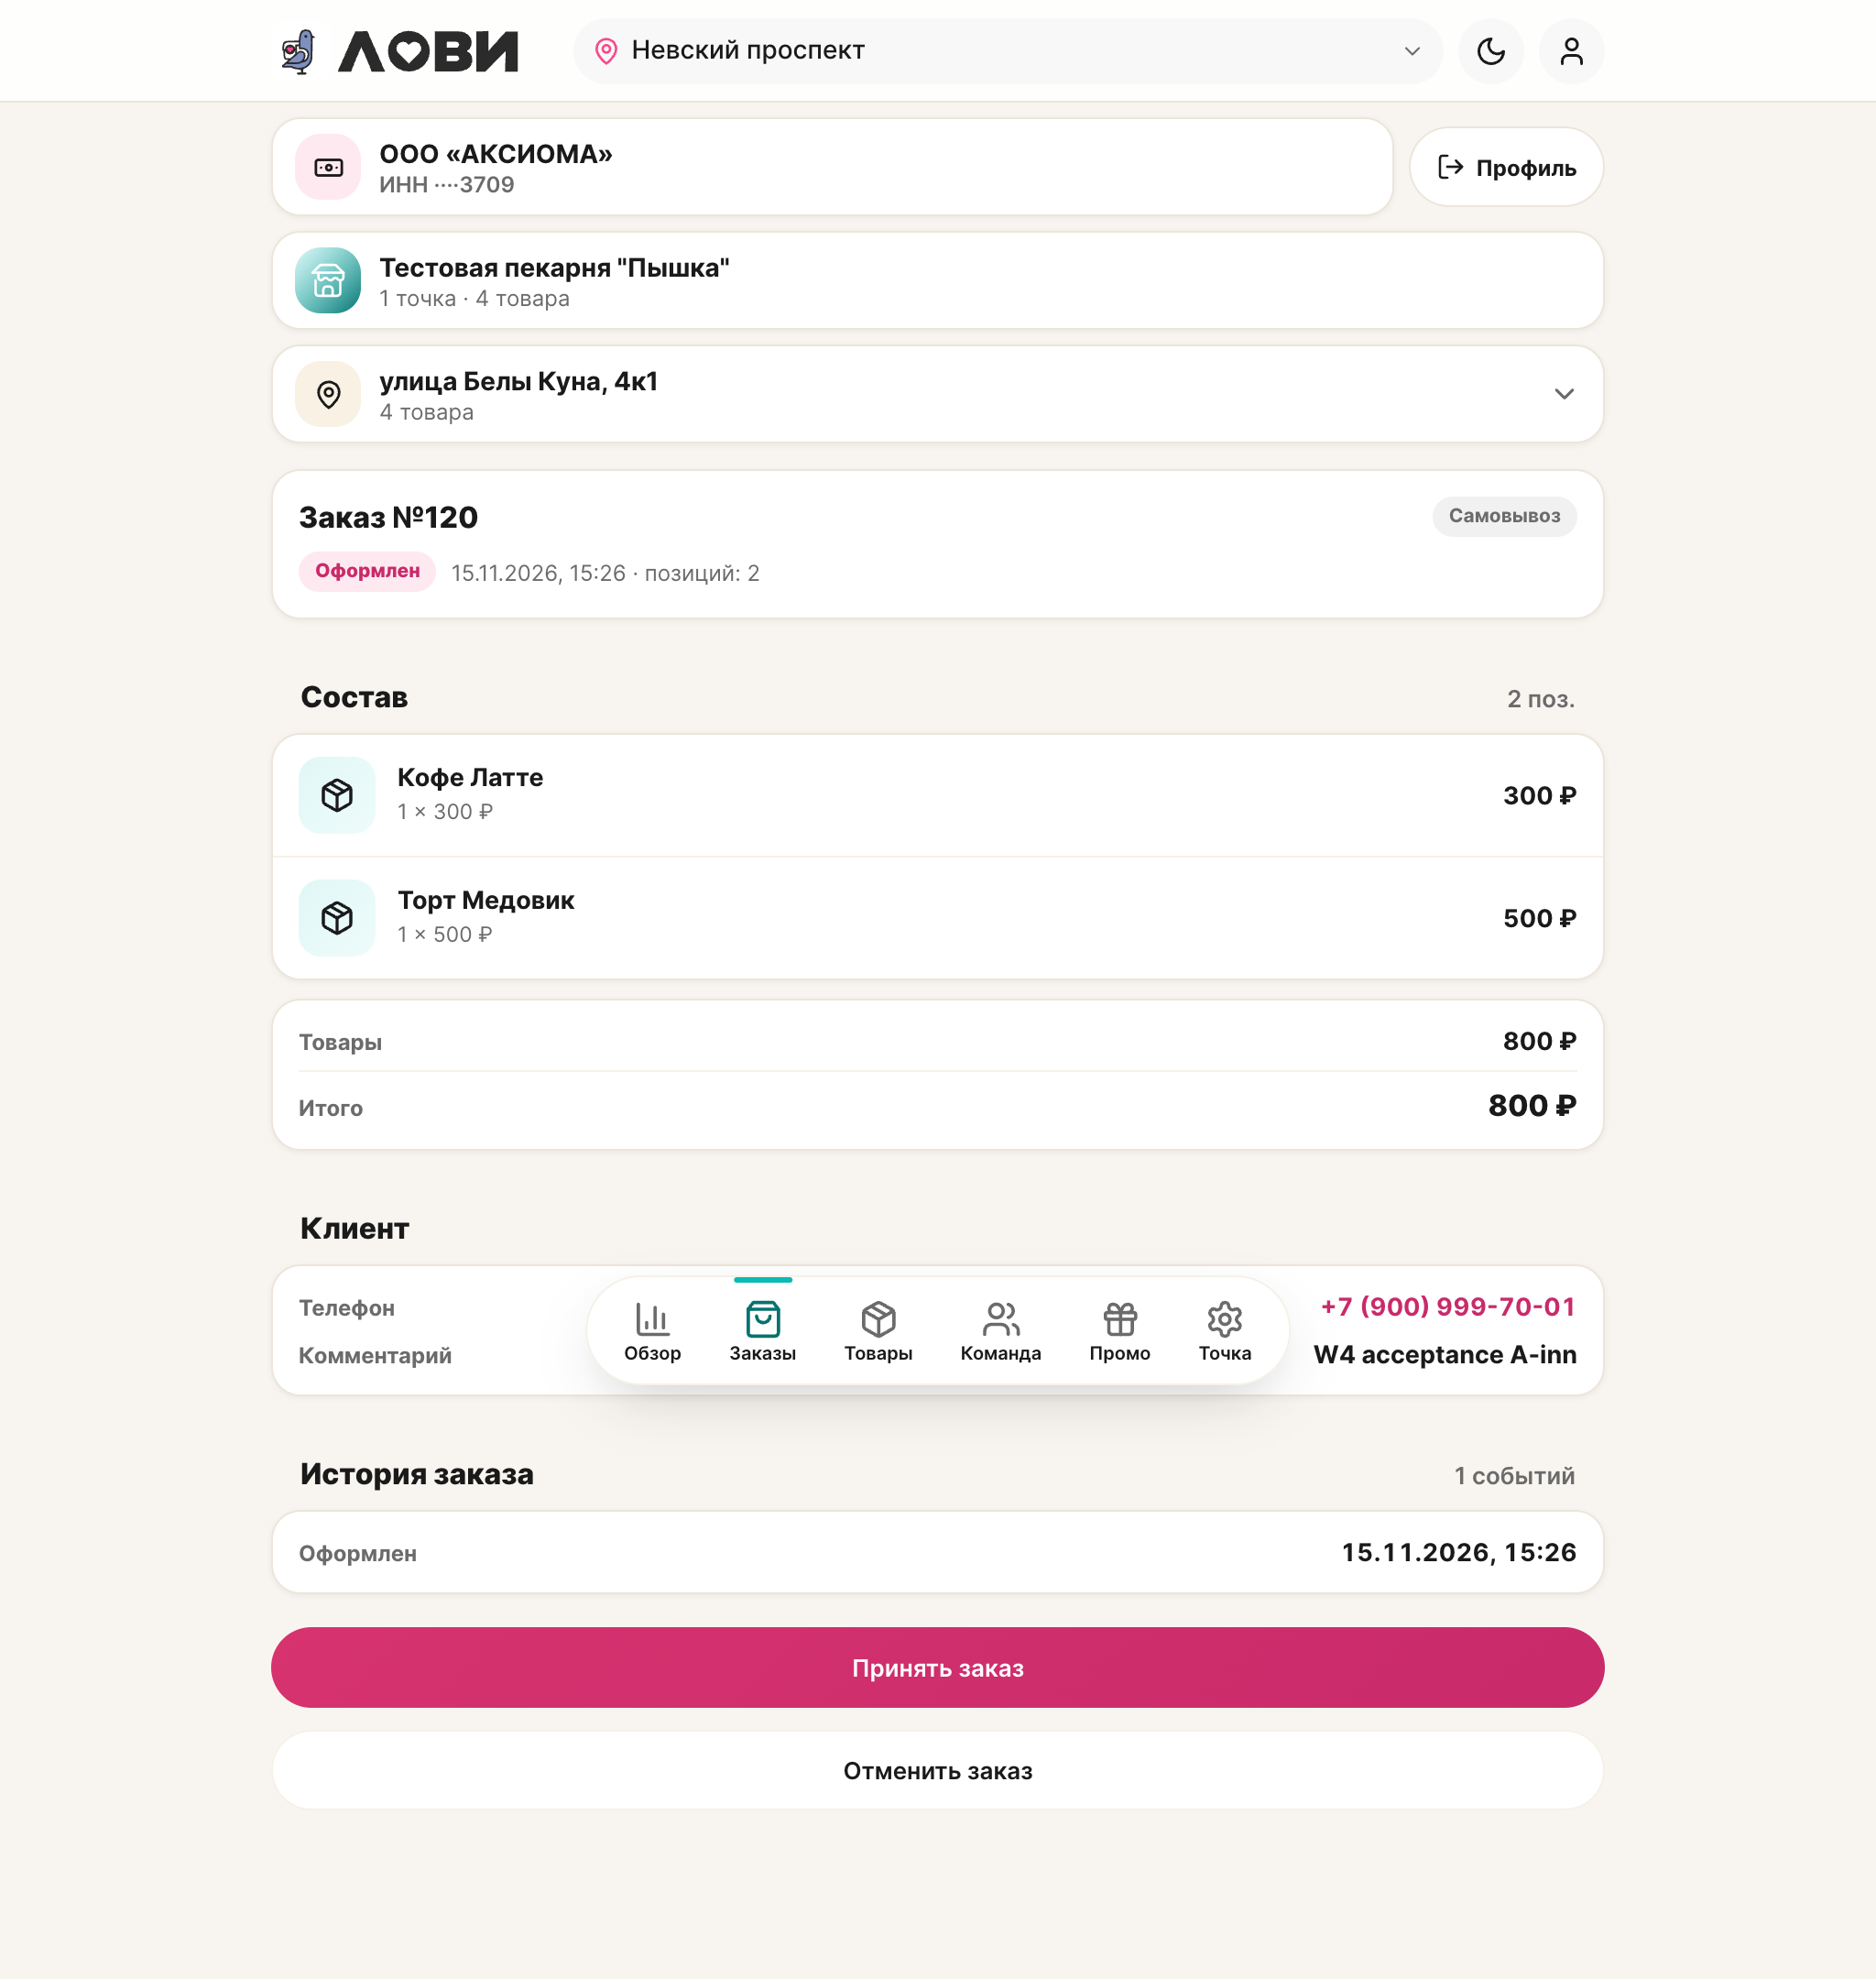 ЛОВИ
Невский проспект
ООО «АКСИОМА»
ИНН ····3709
Профиль
Тестовая пекарня "Пышка"
1 точка · 4 товара
улица Белы Куна, 4к1
4 товара
Заказ №120
Самовывоз
Оформлен
15.11.2026, 15:26 · позиций: 2
Состав
2 поз.
Кофе Латте
1 × 300 ₽
300 ₽
Торт Медовик
1 × 500 ₽
500 ₽
Товары
800 ₽
Итого
800 ₽
Клиент
Телефон
+7 (900) 999-70-01
Комментарий
W4 acceptance A-inn
Обзор
Заказы
Товары
Команда
Промо
Точка
История заказа
1 событий
Оформлен
15.11.2026, 15:26
Принять заказ
Отменить заказ